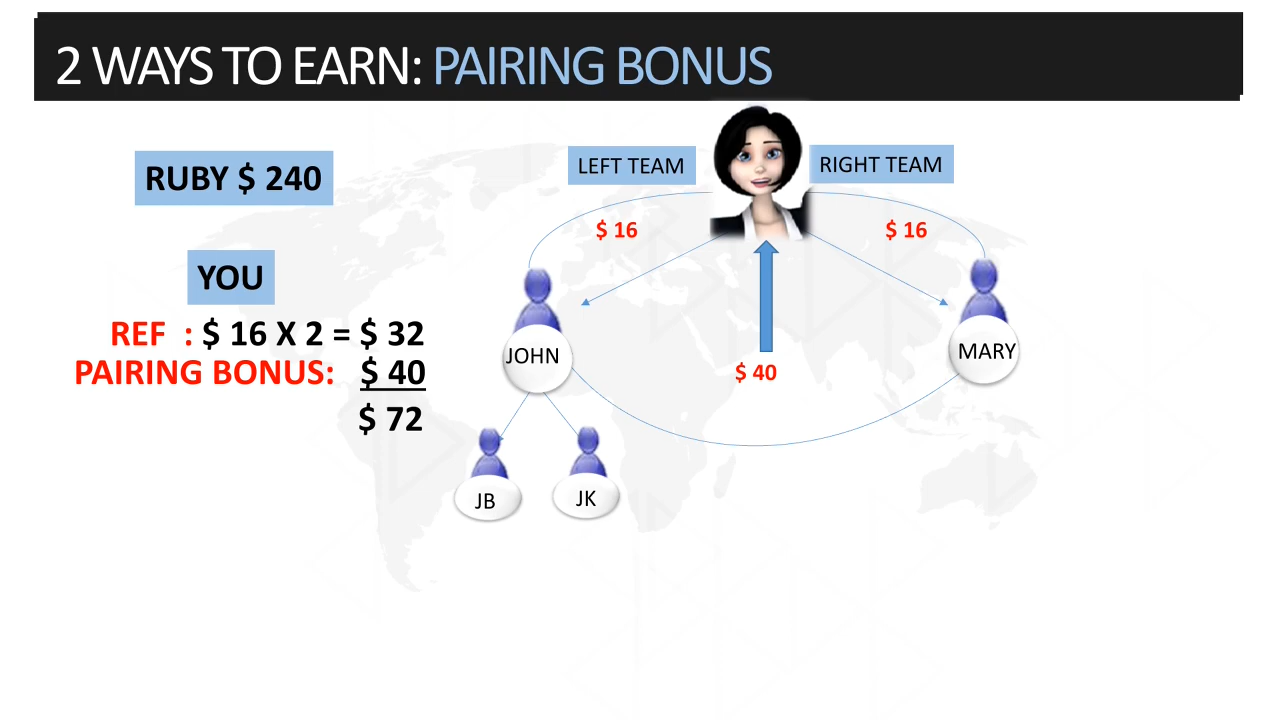 2 WAYS TO EARN: PAIRING BONUS
RUBY $ 240
YOU
REF : $ 16 X 2 = $ 32
PAIRING BONUS: $ 40
$ 72
LEFT TEAM
RIGHT TEAM
$ 16
$ 16
JOHN
MARY
$ 40
JB
JK